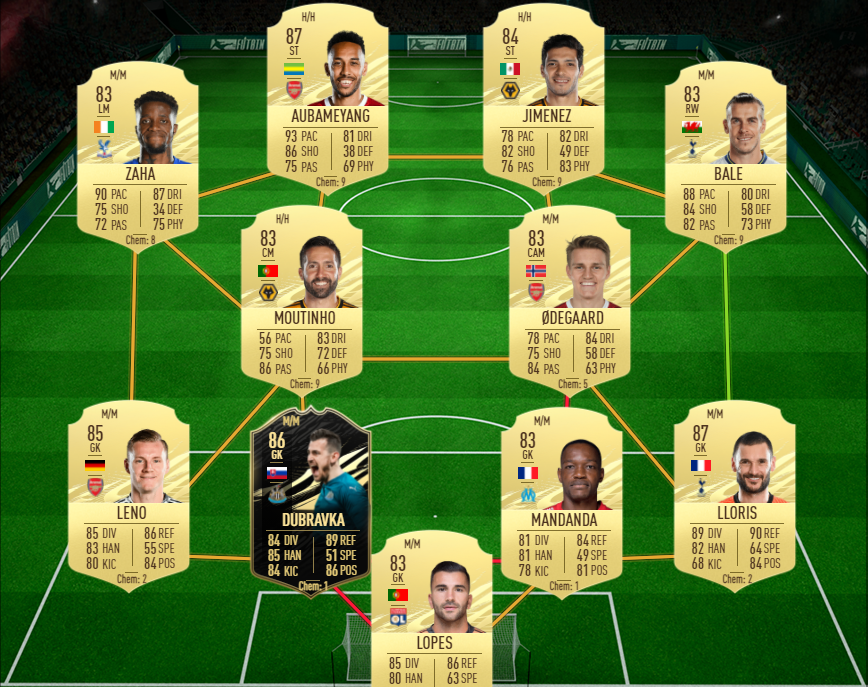 H/H
87
ST
AUBAMEYANG
93 PAC 81 DRI
86 SHO 38 DEF
75 PAS 69 PHY
Chem: 9
H/H
84
ST
JIMENEZ
78 PAC 82 DRI
82 SHO 49 DEF
76 PAS 83 PHY
Chem: 9
M/M
83
LM
ZAHA
90 PAC 87 DRI
75 SHO 34 DEF
72 PAS 75 PHY
Chem: 8
M/M
83
RW
BALE
88 PAC 80 DRI
84 SHO 58 DEF
82 PAS 73 PHY
Chem: 9
H/H
83
CM
MOUTINHO
56 PAC 83 DRI
75 SHO 72 DEF
86 PAS 66 PHY
Chem: 9
M/M
83
CAM
ØDEGAARD
78 PAC 84 DRI
75 SHO 58 DEF
84 PAS 63 PHY
Chem: 5
M/M
85
GK
LENO
85 DIV 86 REF
83 HAN 55 SPE
80 KIC 84 POS
Chem: 2
M/M
86
GK
DÚBRAVKA
84 DIV 89 REF
85 HAN 51 SPE
84 KIC 86 POS
Chem: 1
M/M
83
GK
MANDANDA
81 DIV 84 REF
81 HAN 49 SPE
78 KIC 81 POS
Chem: 1
M/M
87
GK
LLORIS
89 DIV 90 REF
82 HAN 64 SPE
68 KIC 84 POS
Chem: 2
M/M
83
GK
OL
LOPES
85 DIV 86 REF
80 HAN 63 SPE